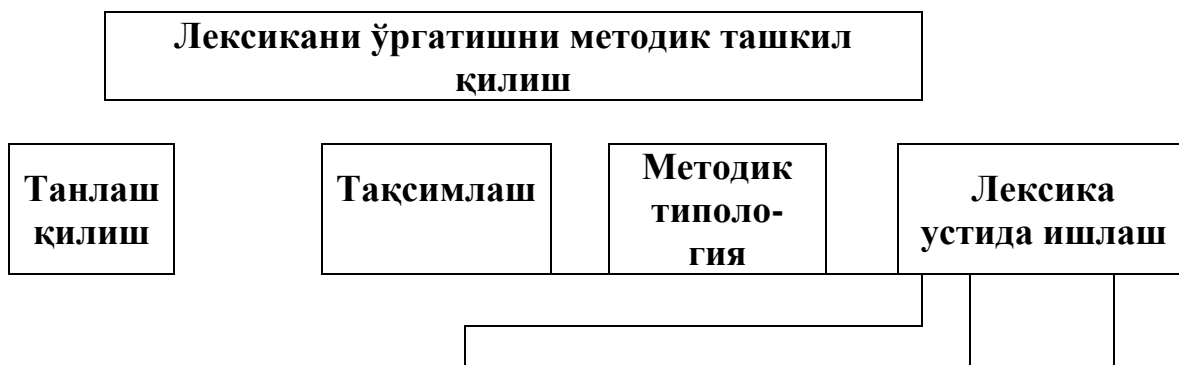 Лексикани ўргатишни методик ташкил
қилиш
Танлаш
қилиш
Тақсимлаш
Методик
типоло-
гия
Лексика
устида ишлаш